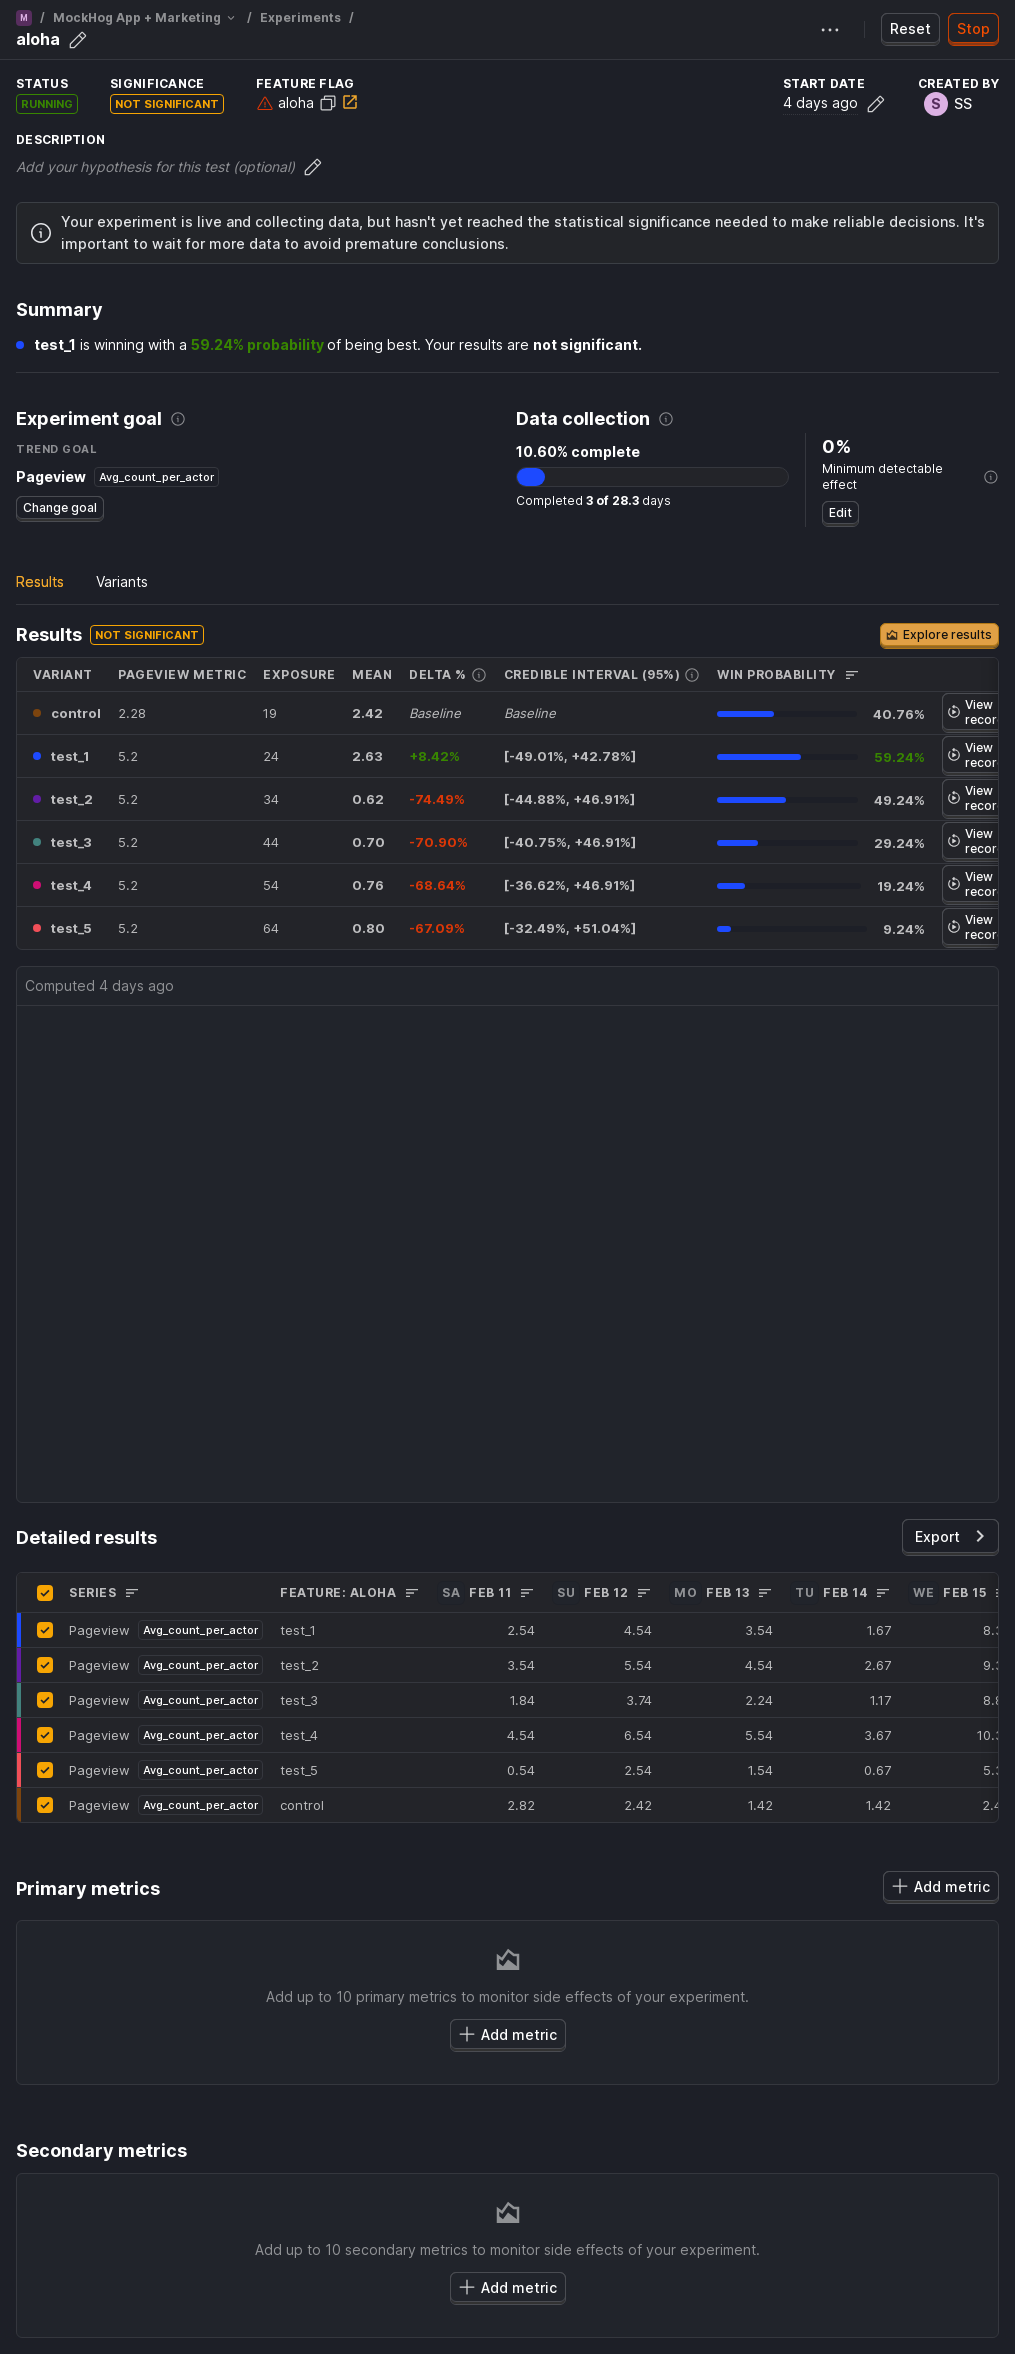 M / MockHog App + Marketing / Experiments /
aloha
Reset Stop
STATUS SIGNIFICANCE FEATURE FLAG START DATE CREATED BY
RUNNING NOT SIGNIFICANT aloha 4 days ago S SS
DESCRIPTION
Add your hypothesis for this test (optional)
Your experiment is live and collecting data, but hasn't yet reached the statistical significance needed to make reliable decisions. It's
important to wait for more data to avoid premature conclusions.
Summary
test_1 is winning with a 59.24% probability of being best. Your results are not significant.
Experiment goal Data collection
TREND GOAL 10.60% complete 0%
Pageview Avg_count_per_actor Minimum detectable
effect
Change goal Completed 3 of 28.3 days Edit
Results Variants
Results NOT SIGNIFICANT Explore results
VARIANT PAGEVIEW METRIC EXPOSURE MEAN DELTA % CREDIBLE INTERVAL (95%) WIN PROBABILITY
control 2.28 19 2.42 Baseline Baseline 40.76% View
recor
test_1 5.2 24 2.63 +8.42% [-49.01%, +42.78%] 59.24% View
recor
test_2 5.2 34 0.62 -74.49% [-44.88%, +46.91%] 49.24% View
recor
test_3 5.2 44 0.70 -70.90% [-40.75%, +46.91%] 29.24% View
recor
test_4 5.2 54 0.76 -68.64% [-36.62%, +46.91%] 19.24% View
recor
test_5 5.2 64 0.80 -67.09% [-32.49%, +51.04%] 9.24% View
recor
Computed 4 days ago
Detailed results Export
SERIES FEATURE: ALOHA SA FEB 11 SU FEB 12 MO FEB 13 TU FEB 14 WE FEB 15
Pageview Avg_count_per_actor test_1 2.54 4.54 3.54 1.67 8.3
Pageview Avg_count_per_actor test_2 3.54 5.54 4.54 2.67 9.3
Pageview Avg_count_per_actor test_3 1.84 3.74 2.24 1.17 8.8
Pageview Avg_count_per_actor test_4 4.54 6.54 5.54 3.67 10.3
Pageview Avg_count_per_actor test_5 0.54 2.54 1.54 0.67 5.3
Pageview Avg_count_per_actor control 2.82 2.42 1.42 1.42 2.4
Primary metrics Add metric
Add up to 10 primary metrics to monitor side effects of your experiment.
Add metric
Secondary metrics
Add up to 10 secondary metrics to monitor side effects of your experiment.
Add metric